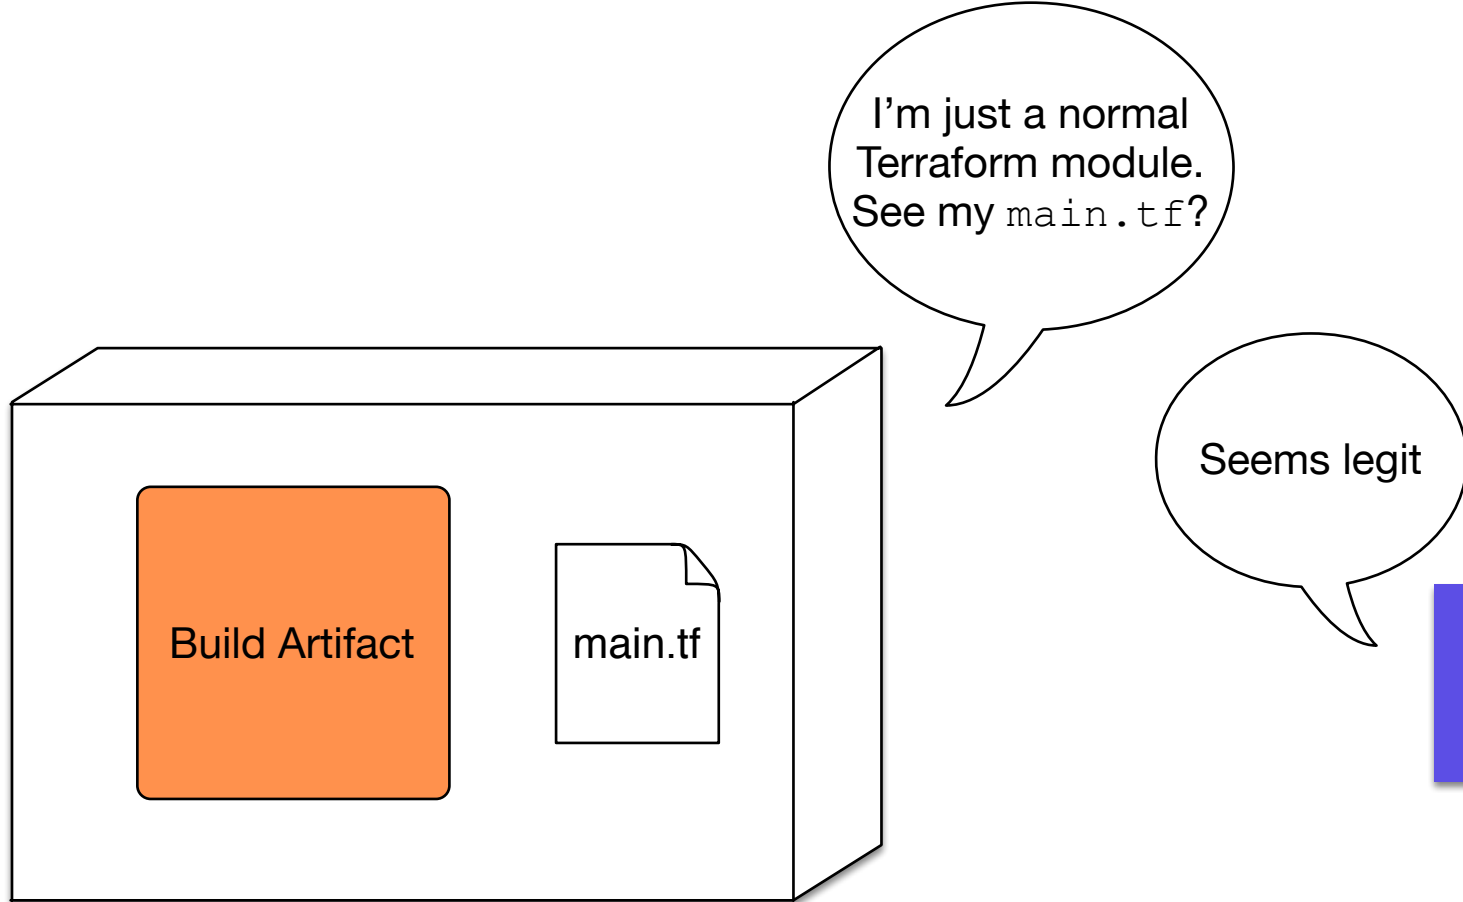 I’m just a normal
Terraform module.
See my main.tf?
Seems legit
Build Artifact
main.tf